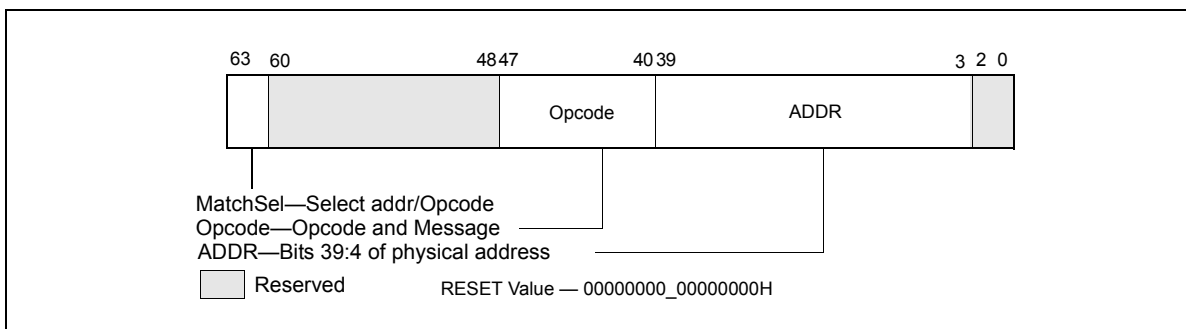 63 60 48 47 40 39 3 2 0
Opcode ADDR
MatchSel—Select addr/Opcode
Opcode—Opcode and Message
ADDR—Bits 39:4 of physical address
Reserved RESET Value — 00000000_00000000H